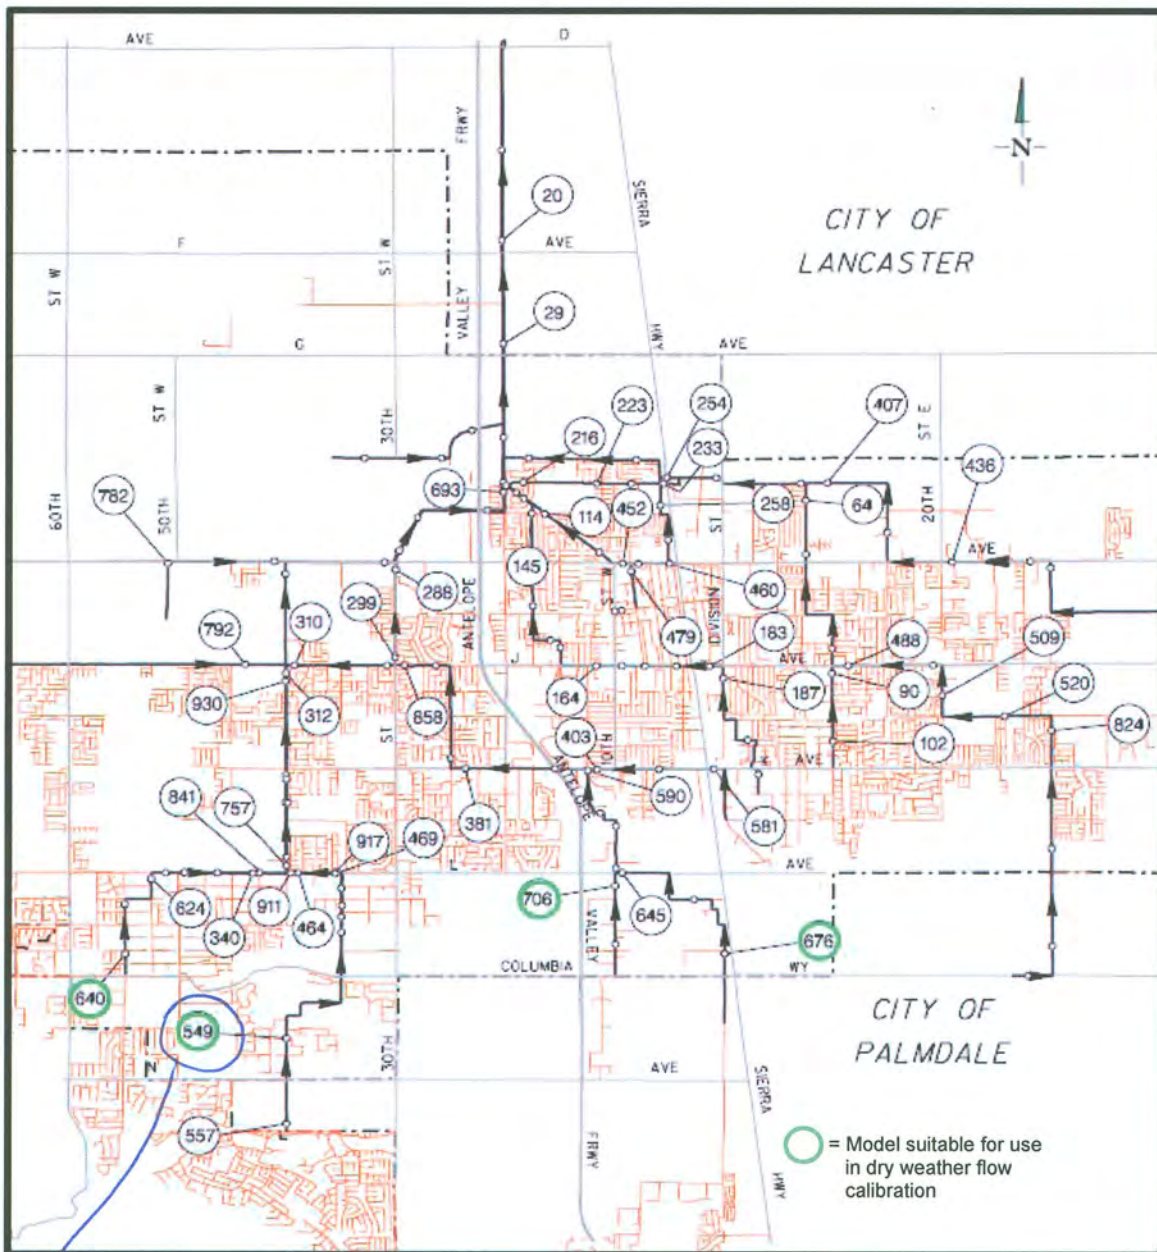 AVE
D
FRWY
N
SIERRA
20
CITY OF
LANCASTER
F
ST W
AVE
ST W
VALLEY
29
HWY
G
AVE
ST W
30TH
216
223
254
407
ST E
233
436
782
693
60TH
50TH
114
452
258
64
20TH
ST
AVE
145
ST W
299
288
ANTELOPE
460
DIVISION
792
310
479
183
488
509
J
AVE
930
312
858
164
187
90
520
ST
403
10TH
102
824
K
AVE
ANTELOPE
841
757
381
590
581
917
469
L
AVE
624
340
911
464
706
645
VALLEY
676
COLUMBIA
WY
640
CITY OF
PALMDALE
549
30TH
N
AVE
SIERRA
557
FRWY
HWY
= Model suitable for use
in dry weather flow
calibration